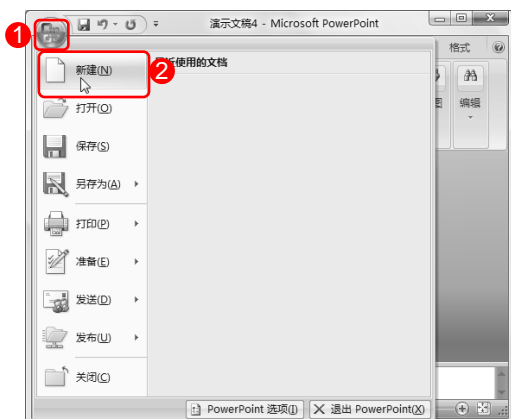 1
演示文稿4 - Microsoft PowerPoint
格式
2
使用的文档
新建(N)
打开(O)
编辑
保存(S)
另存为(A)
打印(P)
准备(E)
发送(D)
发布(U)
关闭(C)
PowerPoint 选项(I)
退出 PowerPoint(X)